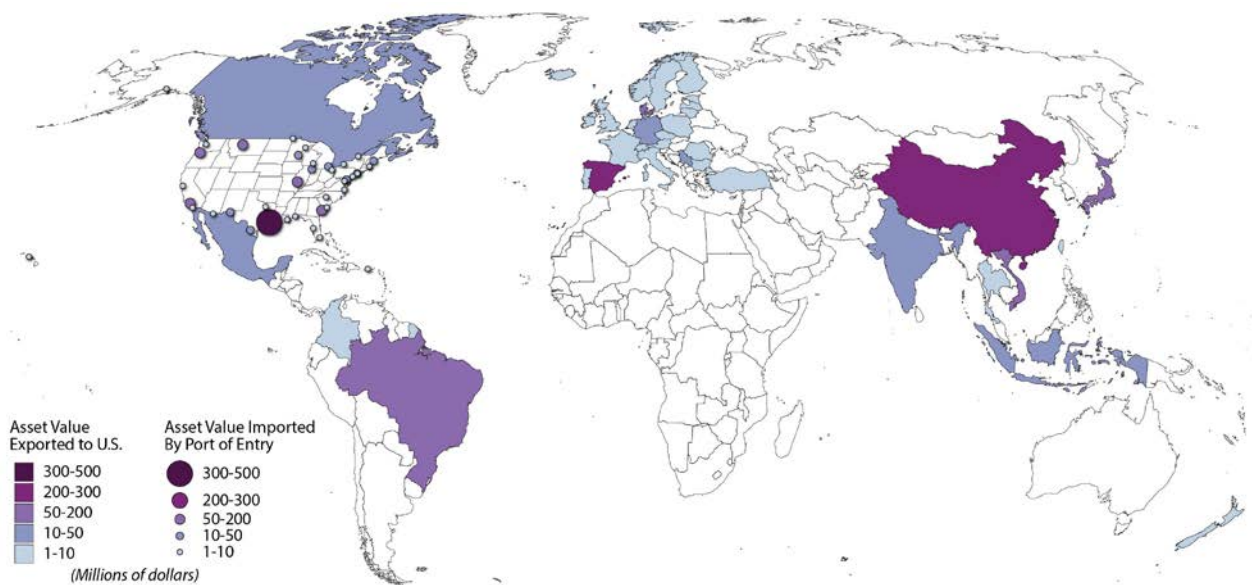 Asset Value
Exported to U.S.
300-500
200-300
50-200
10-50
1-10
Asset Value Imported
By Port of Entry
300-500
200-300
50-200
10-50
1-10
(Millions of dollars)